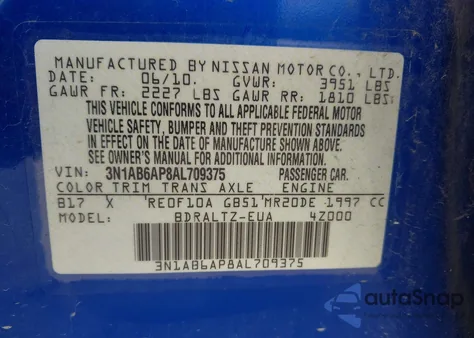 MANUFACTURED BY NISSAN MOTOR CO., LTD.
DATE: 06/10. GVWR: 3951 LBS
GAWR FR: 2227 LBS GAWR RR: 1810 LBS
THIS VEHICLE CONFORMS TO ALL APPLICABLE FEDERAL MOTOR
VEHICLE SAFETY, BUMPER AND THEFT PREVENTION STANDARDS
IN EFFECT ON THE DATE OF MANUFACTURE SHOWN ABOVE.
SEE OWNER'S MANUAL FOR ADDITIONAL INFORMATION.
VIN: 3N1AB6AP8AL709375 PASSENGER CAR.
COLOR TRIM TRANS AXLE ENGINE
B17 X RE0F10A GB51 MR20DE 1997 CC
MODEL: BDRALTZ-EUA 4Z000
3N1AB6AP8AL709375
autoSnap